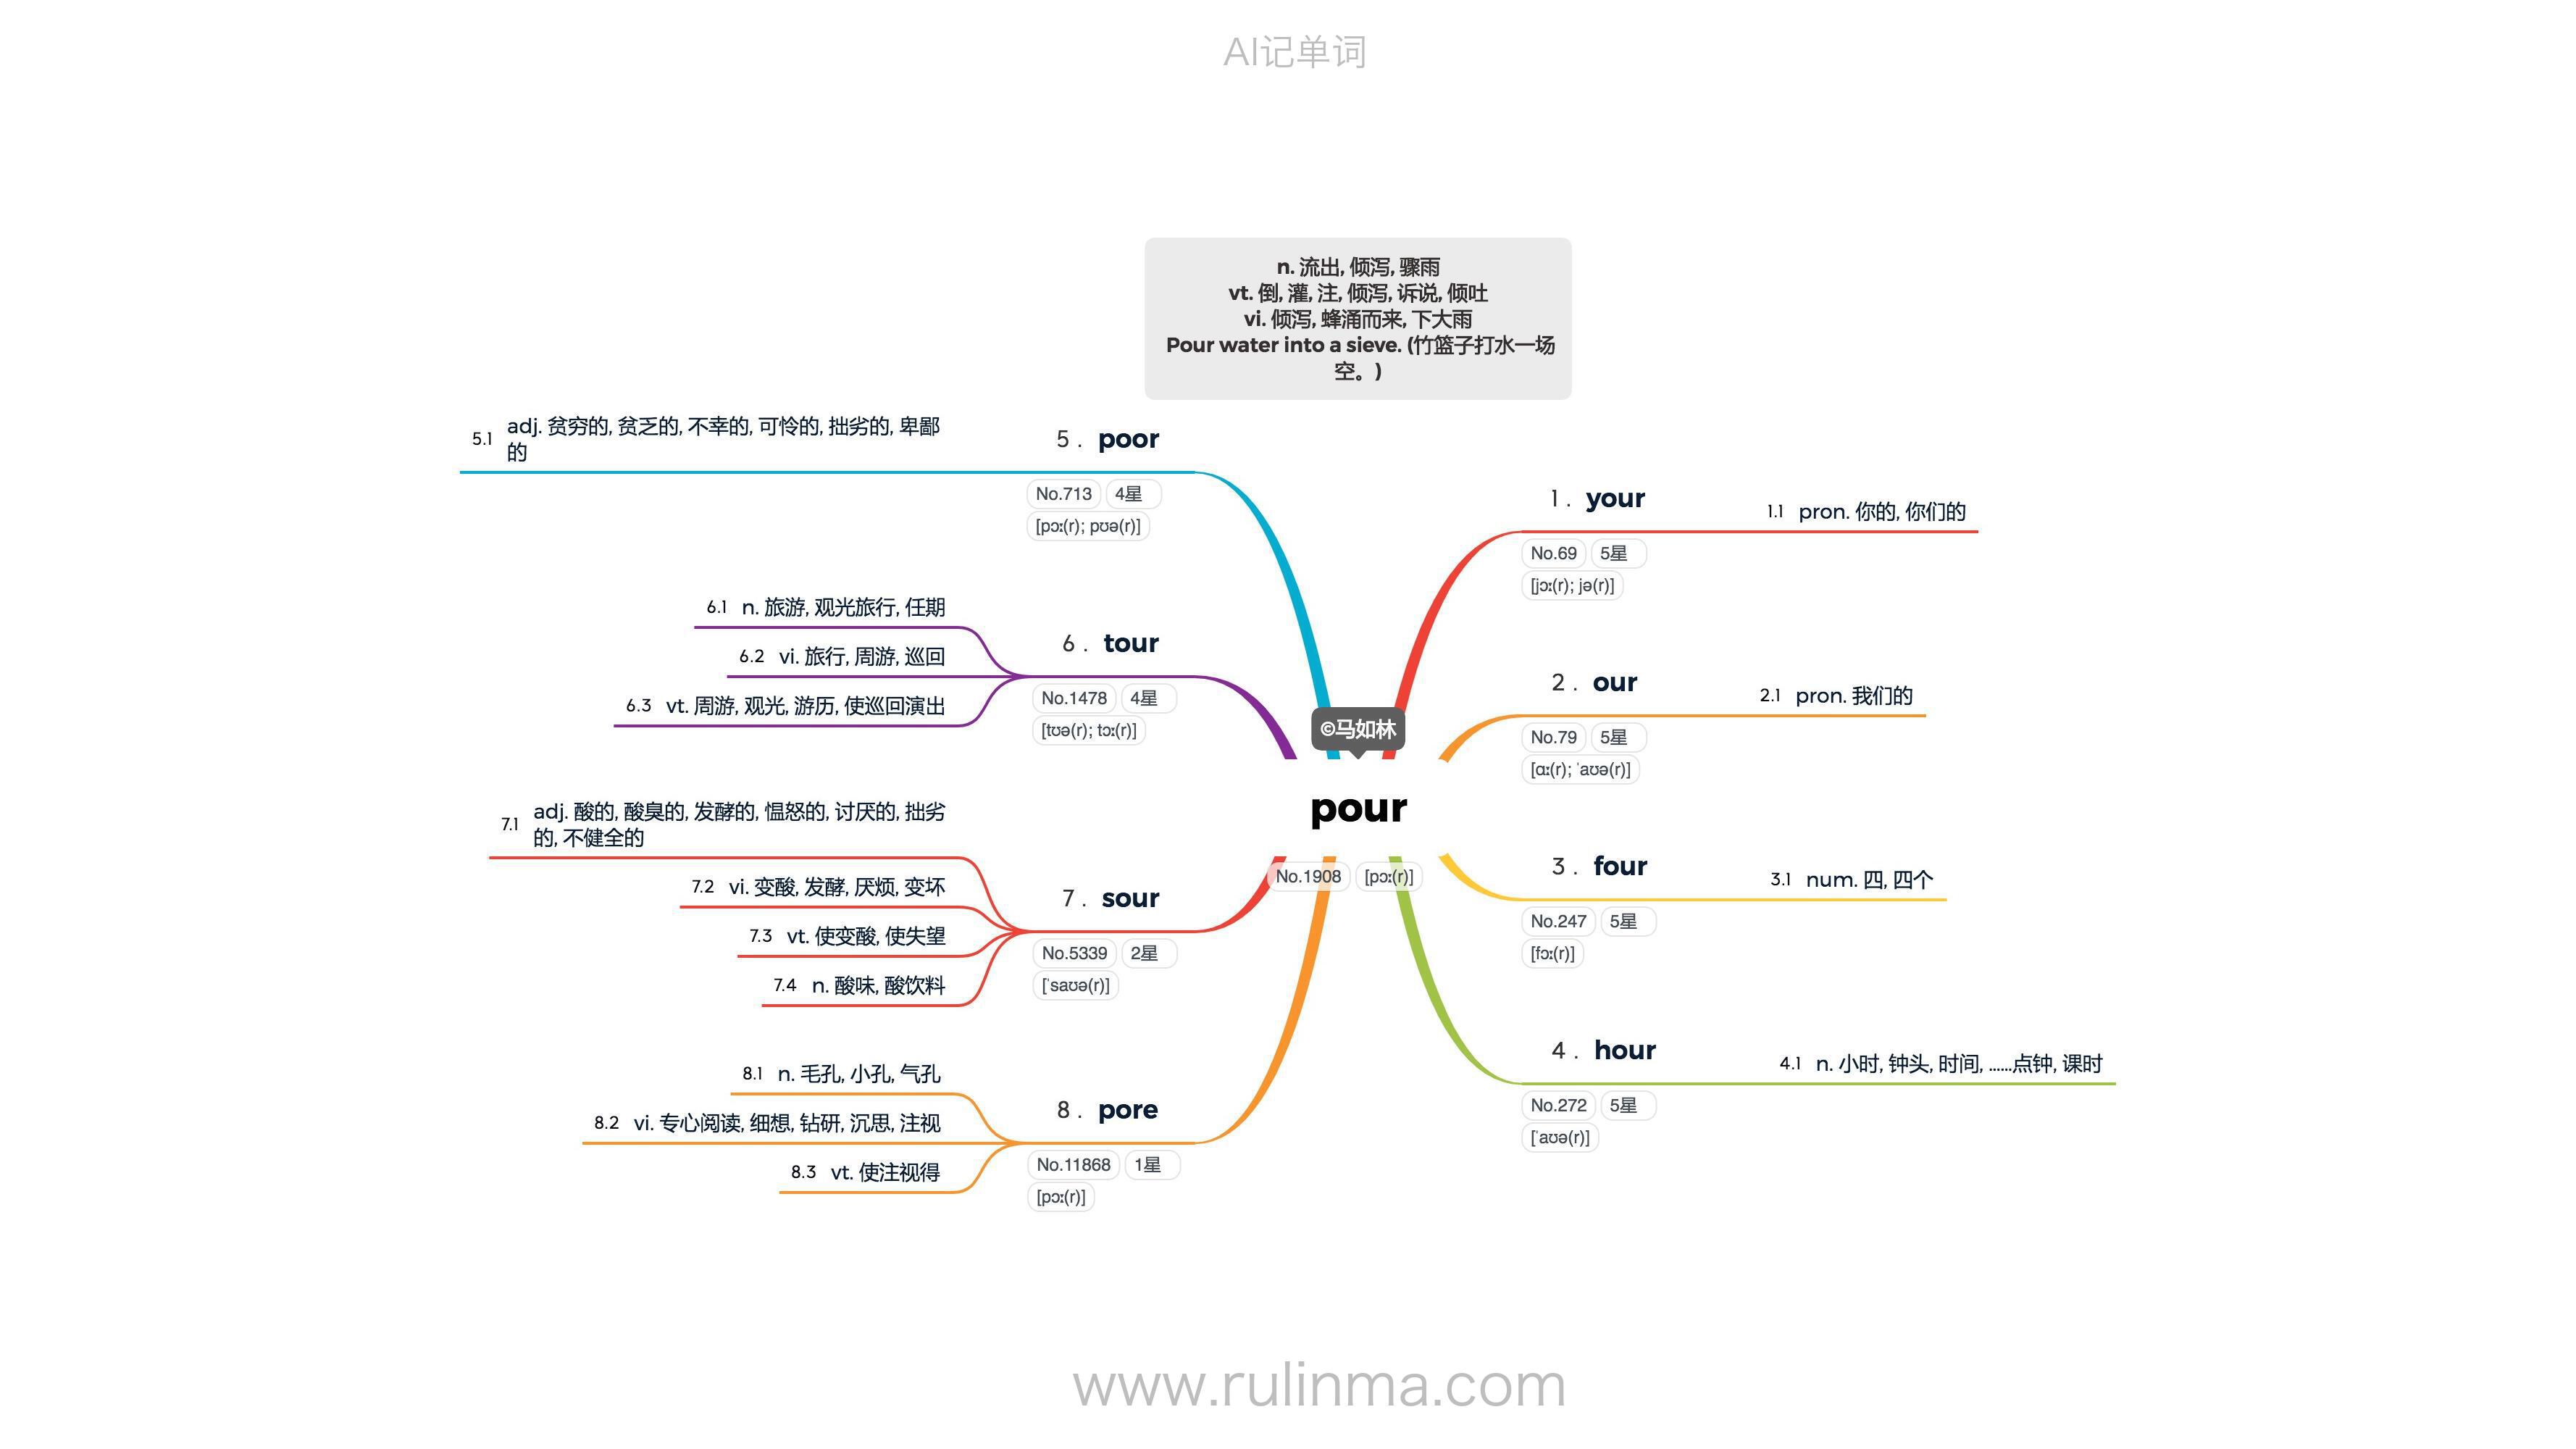 AI记单词
n. 流出, 倾泻, 骤雨
vt. 倒, 灌, 注, 倾泻, 诉说, 倾吐
vi. 倾泻, 蜂涌而来, 下大雨
Pour water into a sieve. (竹篮子打水一场
空。)
©马如林
pour
No.1908 [pɔː(r)]
1 . your
No.69 5星
[jɔː(r); jə(r)]
1.1 pron. 你的, 你们的
2 . our
No.79 5星
[ɑː(r); ˈaʊə(r)]
2.1 pron. 我们的
3 . four
No.247 5星
[fɔː(r)]
3.1 num. 四, 四个
4 . hour
No.272 5星
[ˈaʊə(r)]
4.1 n. 小时, 钟头, 时间, ......点钟, 课时
5 . poor
No.713 4星
[pɔː(r); pʊə(r)]
5.1 adj. 贫穷的, 贫乏的, 不幸的, 可怜的, 拙劣的, 卑鄙
的
6 . tour
No.1478 4星
[tʊə(r); tɔː(r)]
6.1 n. 旅游, 观光旅行, 任期
6.2 vi. 旅行, 周游, 巡回
6.3 vt. 周游, 观光, 游历, 使巡回演出
7 . sour
No.5339 2星
[ˈsaʊə(r)]
7.1 adj. 酸的, 酸臭的, 发酵的, 愠怒的, 讨厌的, 拙劣
的, 不健全的
7.2 vi. 变酸, 发酵, 厌烦, 变坏
7.3 vt. 使变酸, 使失望
7.4 n. 酸味, 酸饮料
8 . pore
No.11868 1星
[pɔː(r)]
8.1 n. 毛孔, 小孔, 气孔
8.2 vi. 专心阅读, 细想, 钻研, 沉思, 注视
8.3 vt. 使注视得
www.rulinma.com